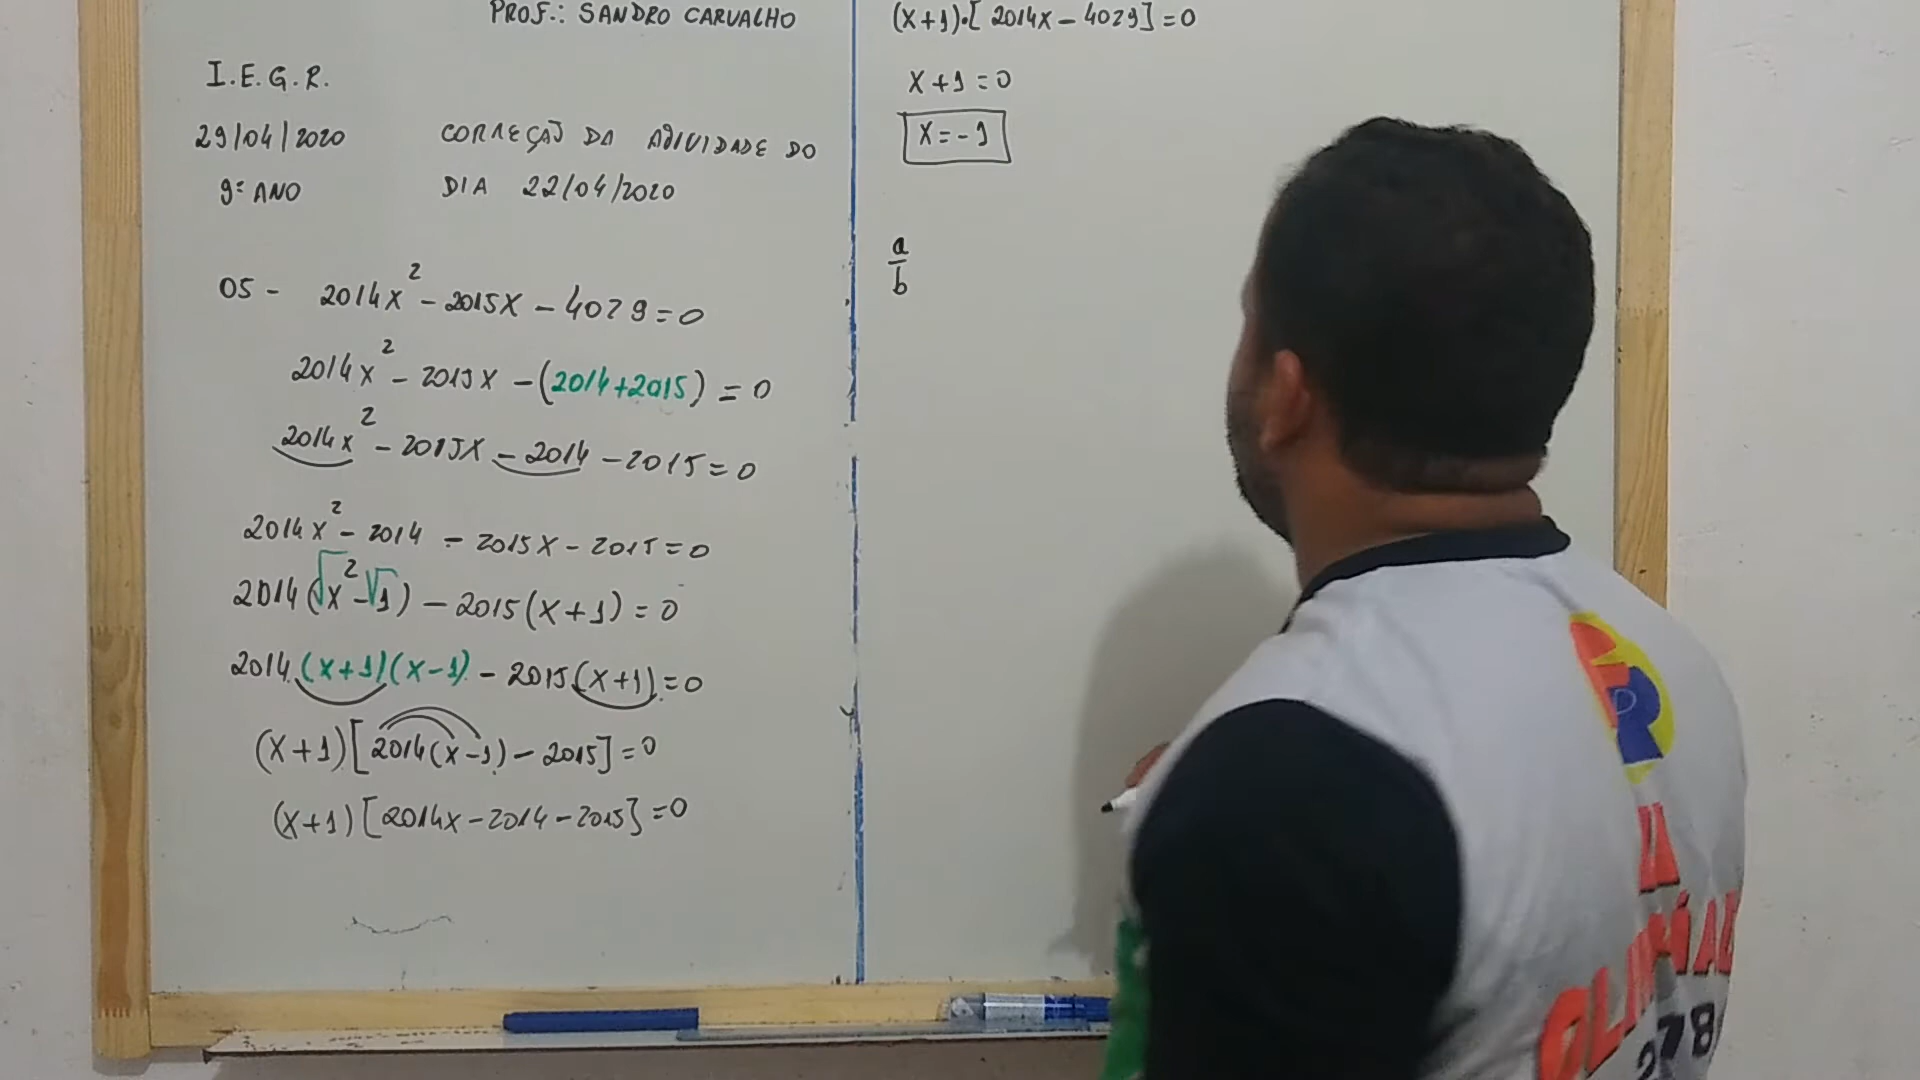 PROF.: SANDRO CARVALHO
I.E.G.R.
29/04/2020
9º ANO
CORREÇÃO DA ATIVIDADE DO
DIA 22/04/2020
05 - 2014x² - 2015x - 4029 = 0
2014x² - 2015x - (2014+2015) = 0
2014x² - 2015x - 2014 - 2015 = 0
2014x² - 2014 - 2015x - 2015 = 0
2014(√x² - √1) - 2015(x+1) = 0
2014.(x+1)(x-1) - 2015(x+1) = 0
(x+1)[2014(x-1) - 2015] = 0
(x+1)[2014x - 2014 - 2015] = 0
(x+1)·[2014x - 4029] = 0
x+1 = 0
x = -1
a
b
OLIMP
278